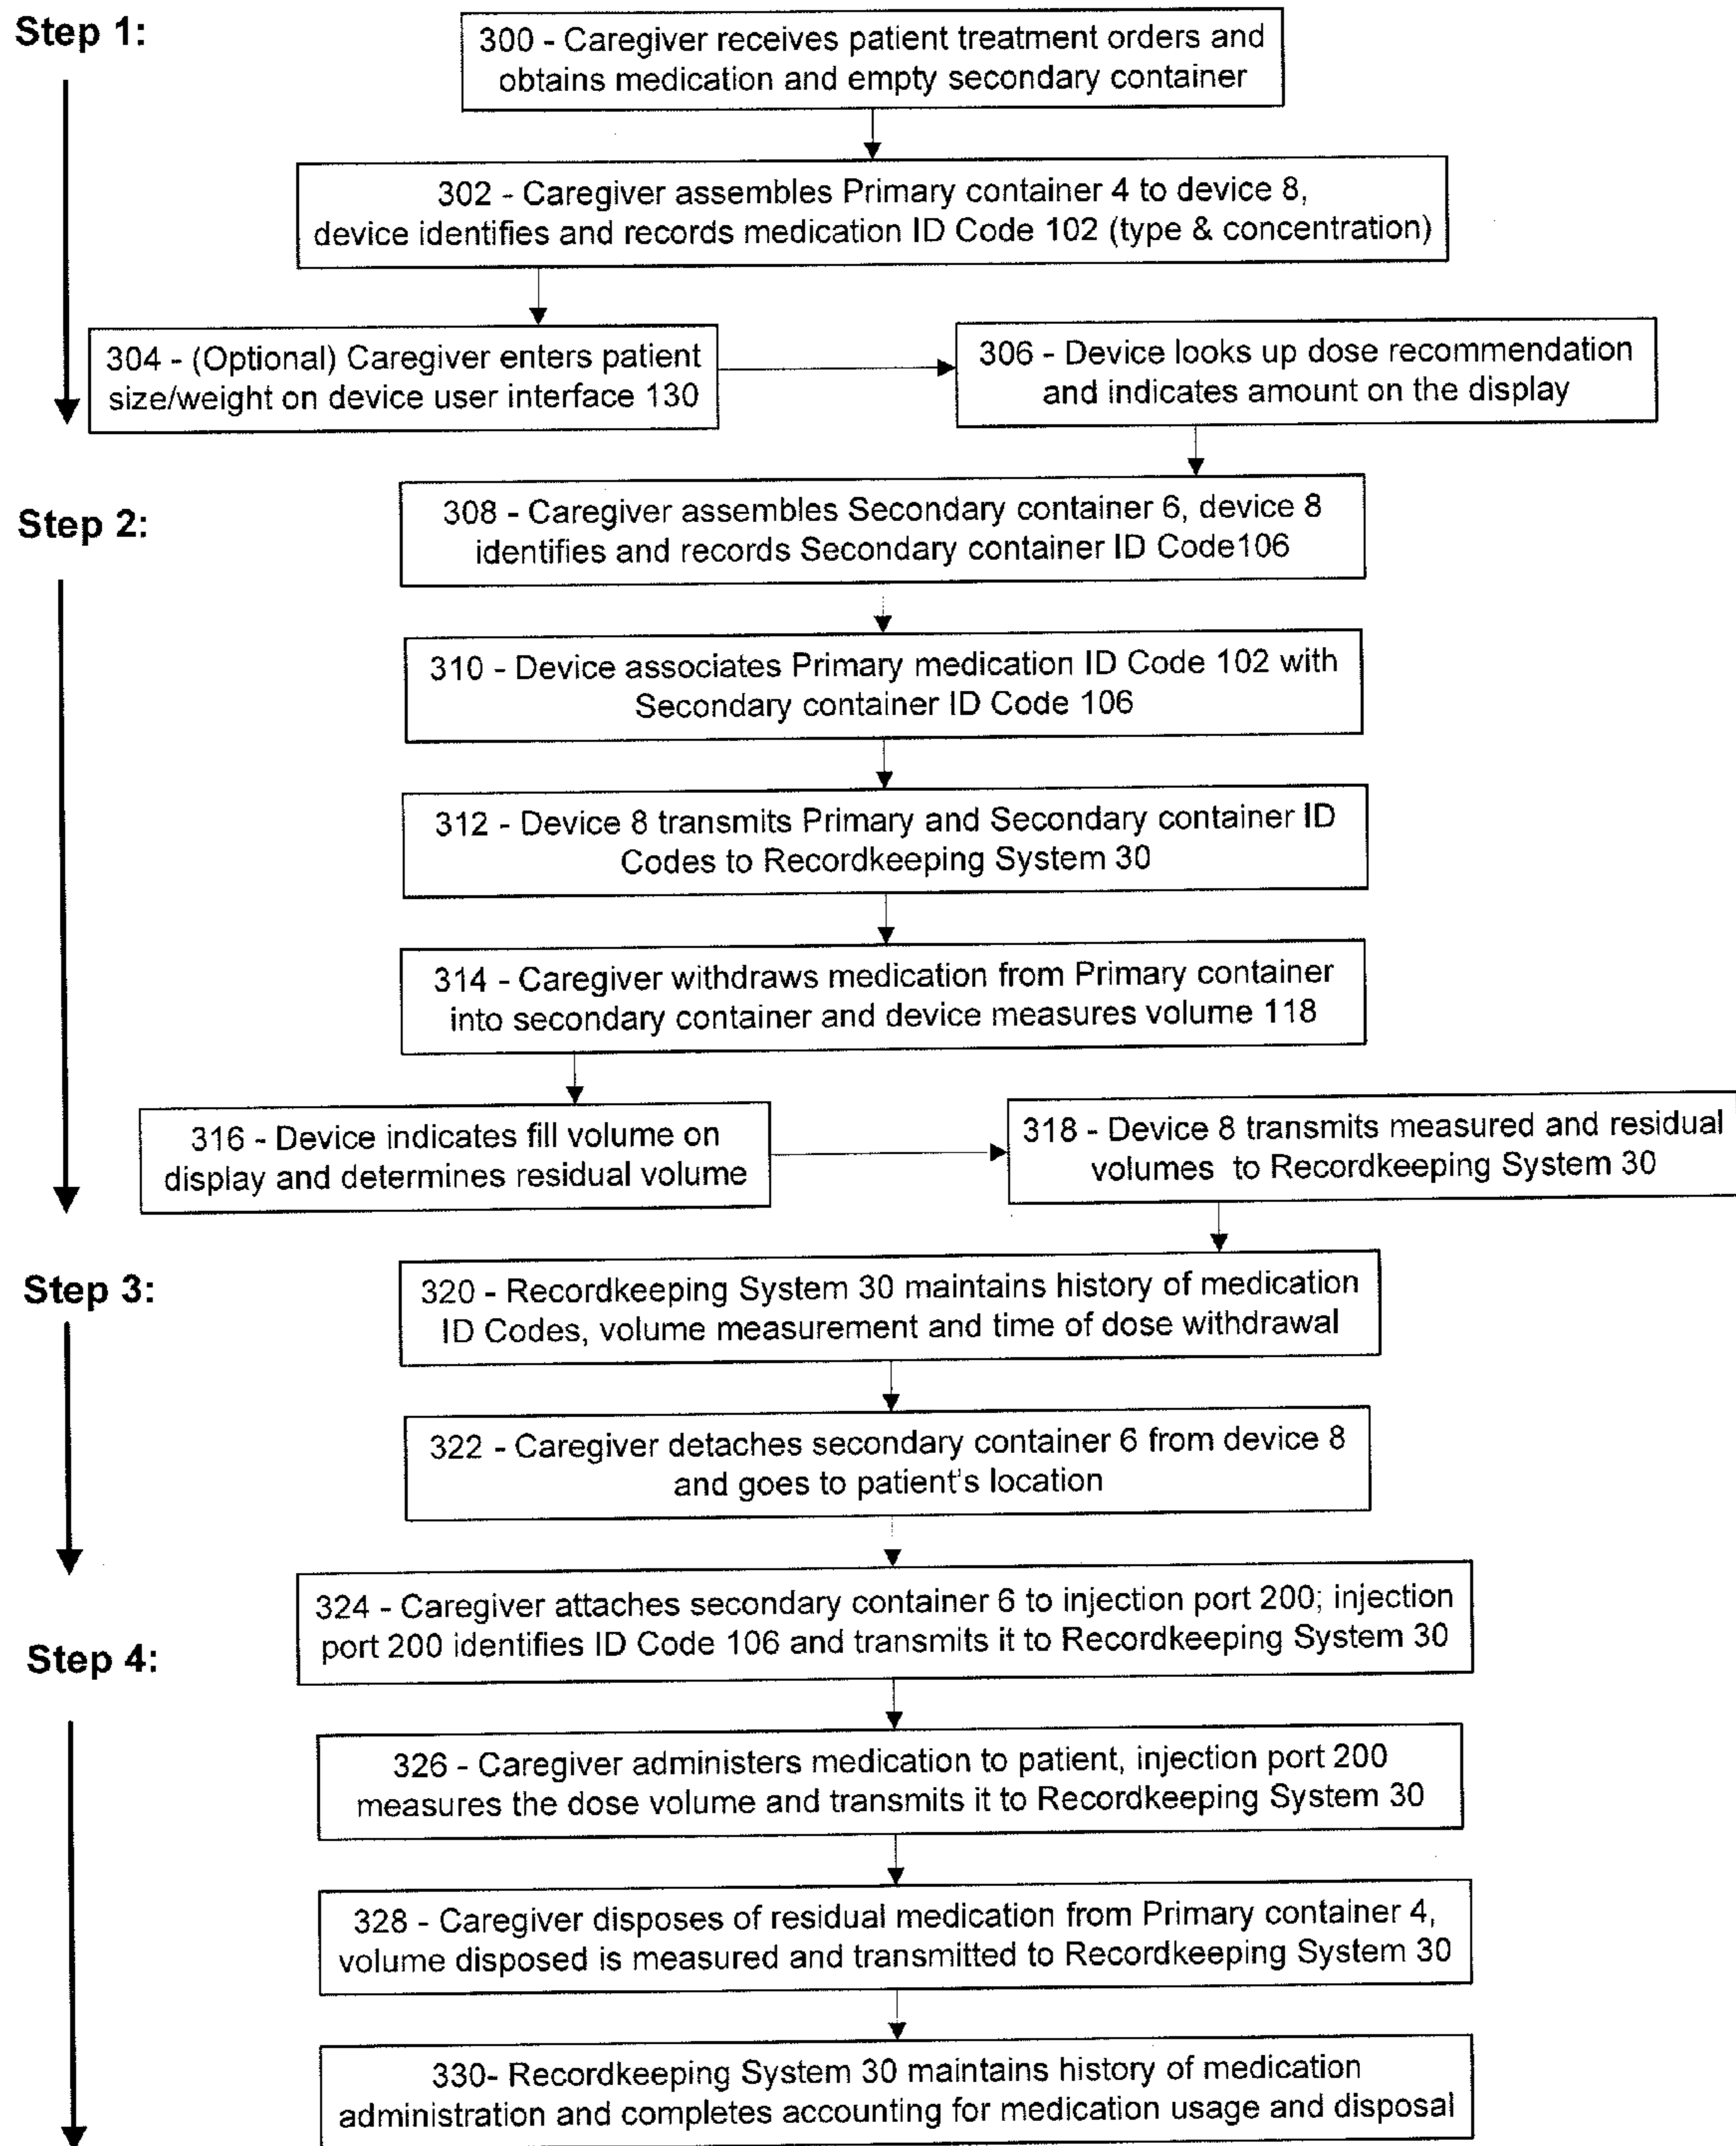 Step 1:
300 - Caregiver receives patient treatment orders and
obtains medication and empty secondary container
302 - Caregiver assembles Primary container 4 to device 8,
device identifies and records medication ID Code 102 (type & concentration)
304 - (Optional) Caregiver enters patient
size/weight on device user interface 130
306 - Device looks up dose recommendation
and indicates amount on the display
Step 2:
308 - Caregiver assembles Secondary container 6, device 8
identifies and records Secondary container ID Code106
310 - Device associates Primary medication ID Code 102 with
Secondary container ID Code 106
312 - Device 8 transmits Primary and Secondary container ID
Codes to Recordkeeping System 30
314 - Caregiver withdraws medication from Primary container
into secondary container and device measures volume 118
316 - Device indicates fill volume on
display and determines residual volume
318 - Device 8 transmits measured and residual
volumes to Recordkeeping System 30
Step 3:
320 - Recordkeeping System 30 maintains history of medication
ID Codes, volume measurement and time of dose withdrawal
322 - Caregiver detaches secondary container 6 from device 8
and goes to patient's location
324 - Caregiver attaches secondary container 6 to injection port 200; injection
port 200 identifies ID Code 106 and transmits it to Recordkeeping System 30
Step 4:
326 - Caregiver administers medication to patient, injection port 200
measures the dose volume and transmits it to Recordkeeping System 30
328 - Caregiver disposes of residual medication from Primary container 4,
volume disposed is measured and transmitted to Recordkeeping System 30
330- Recordkeeping System 30 maintains history of medication
administration and completes accounting for medication usage and disposal